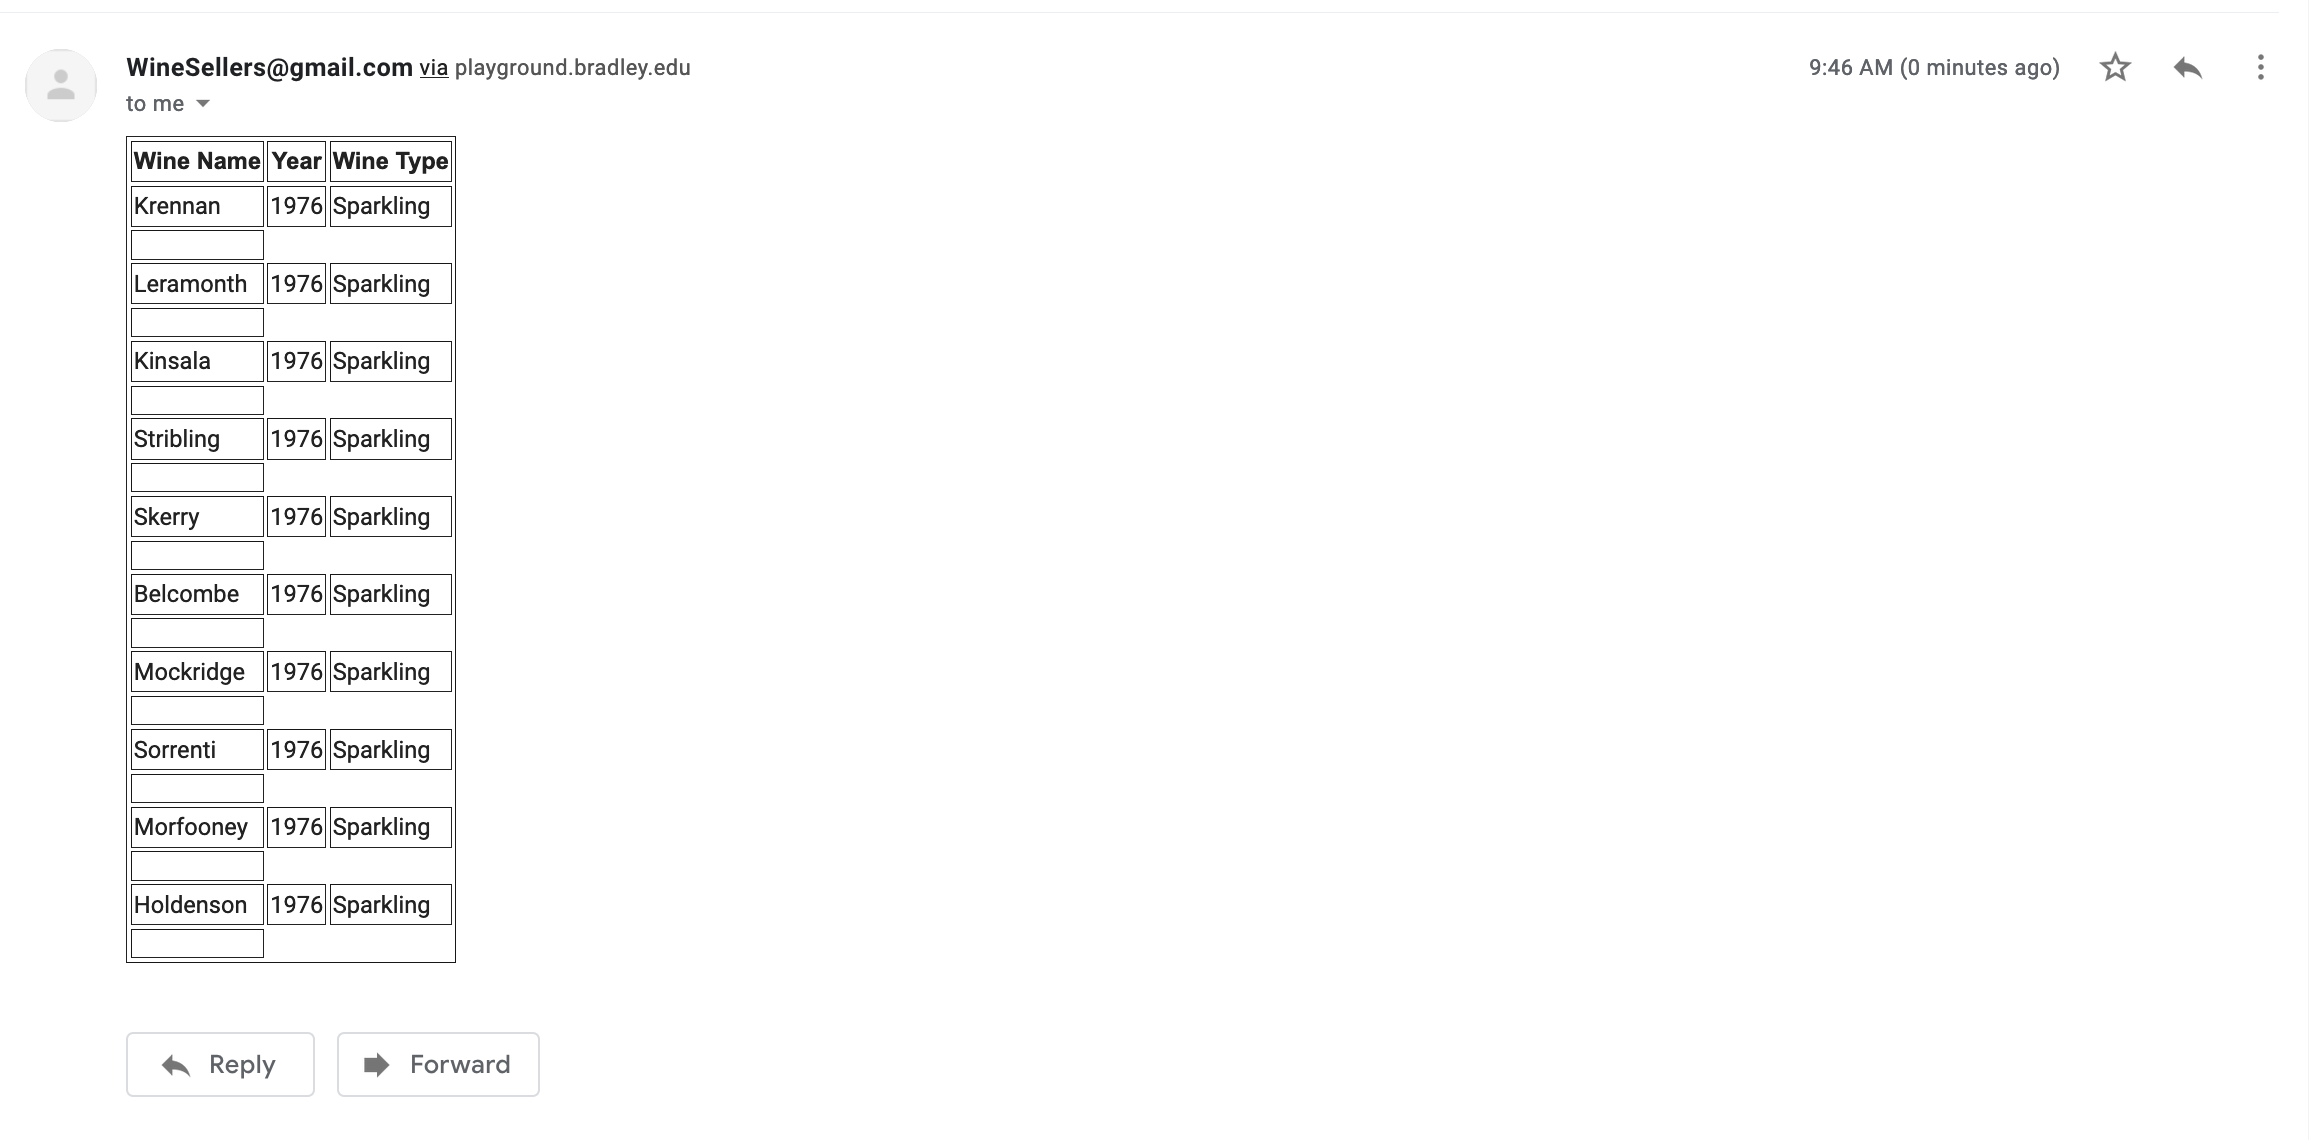 WineSellers@gmail.com via playground.bradley.edu 9:46 AM (0 minutes ago)
to me
Wine Name Year Wine Type
Krennan 1976 Sparkling
Leramonth 1976 Sparkling
Kinsala 1976 Sparkling
Stribling 1976 Sparkling
Skerry 1976 Sparkling
Belcombe 1976 Sparkling
Mockridge 1976 Sparkling
Sorrenti 1976 Sparkling
Morfooney 1976 Sparkling
Holdenson 1976 Sparkling
Reply Forward